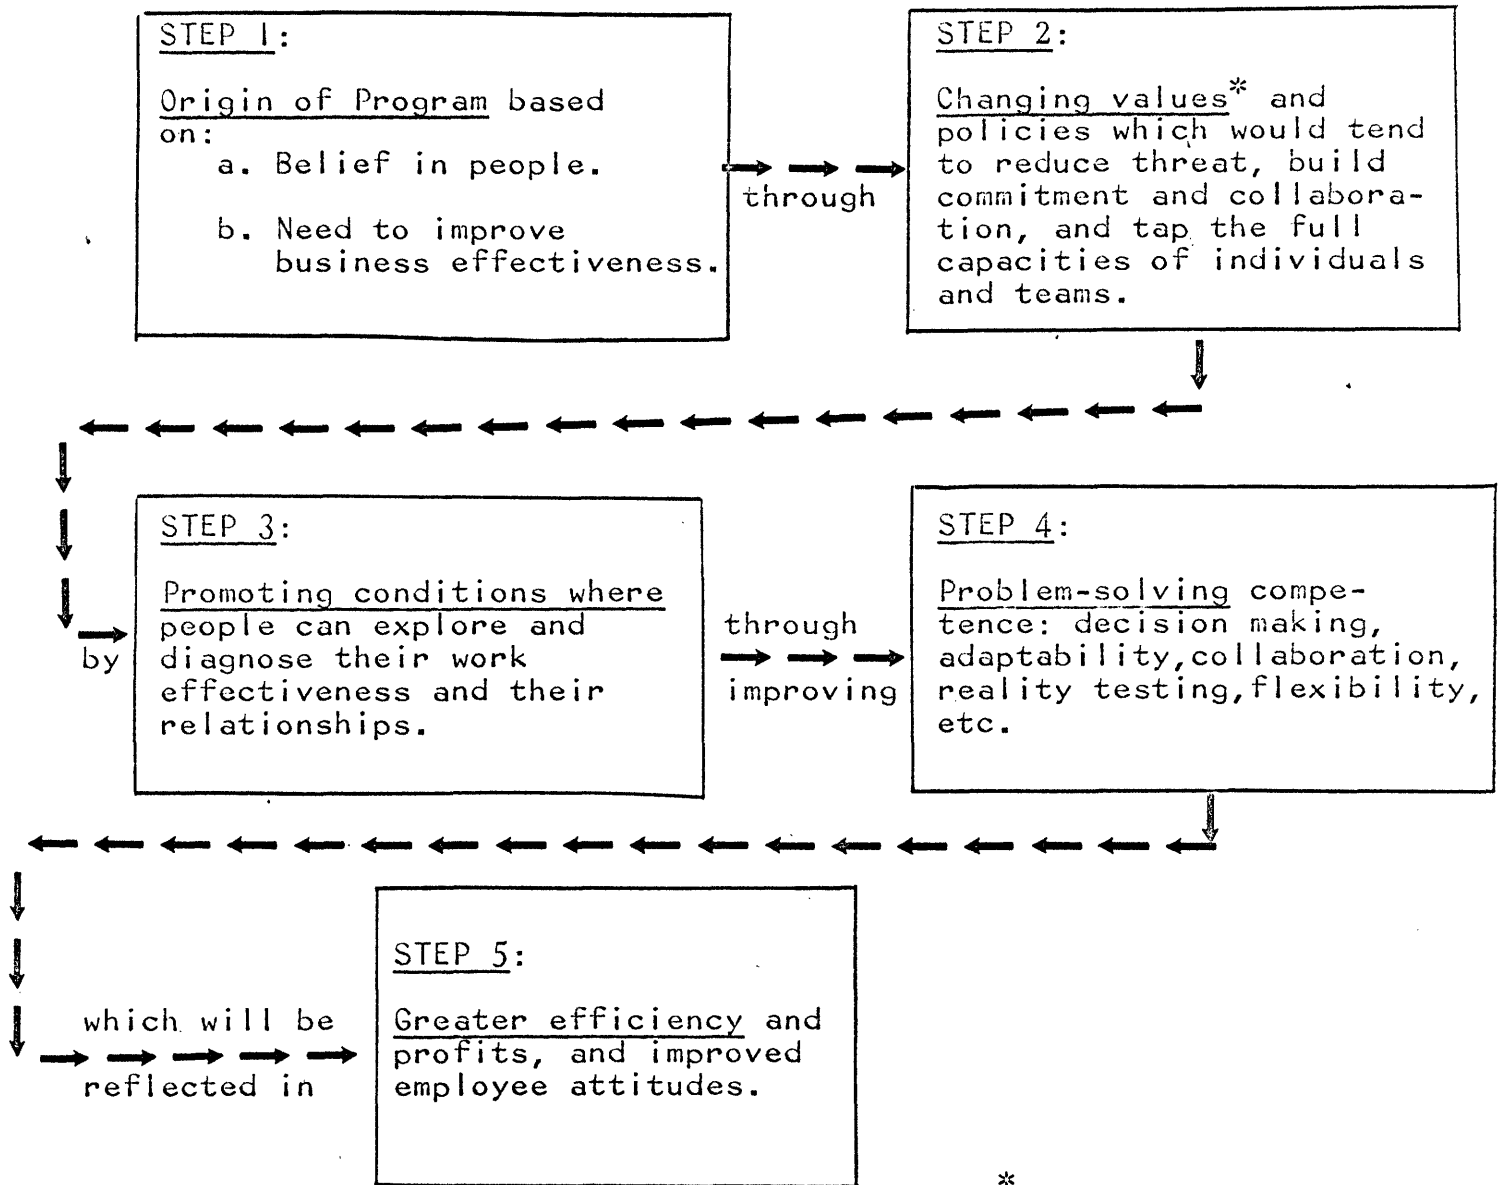 STEP 1:
Origin of Program based
on:
a. Belief in people.
b. Need to improve
business effectiveness.
through
STEP 2:
Changing values* and
policies which would tend
to reduce threat, build
commitment and collabora-
tion, and tap the full
capacities of individuals
and teams.
by
STEP 3:
Promoting conditions where
people can explore and
diagnose their work
effectiveness and their
relationships.
through
improving
STEP 4:
Problem-solving compe-
tence: decision making,
adaptability,collaboration,
reality testing,flexibility,
etc.
which will be
reflected in
STEP 5:
Greater efficiency and
profits, and improved
employee attitudes.
*